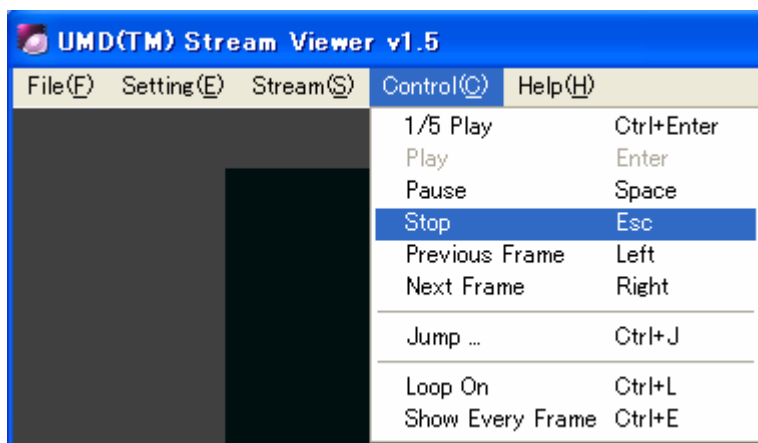 UMD(TM) Stream Viewer v1.5
File(F) Setting(E) Stream(S) Control(C) Help(H)
1/5 Play Ctrl+Enter
Play Enter
Pause Space
Stop Esc
Previous Frame Left
Next Frame Right
Jump ... Ctrl+J
Loop On Ctrl+L
Show Every Frame Ctrl+E